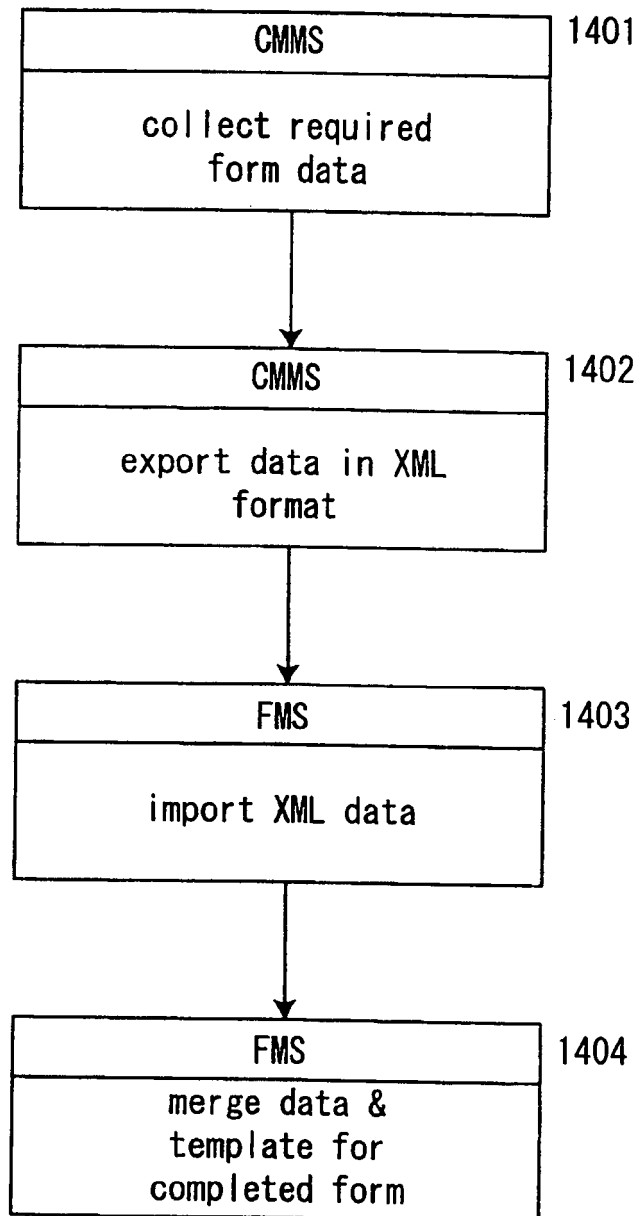 CMMS 1401
collect required
form data
CMMS 1402
export data in XML
format
FMS 1403
import XML data
FMS 1404
merge data &
template for
completed form